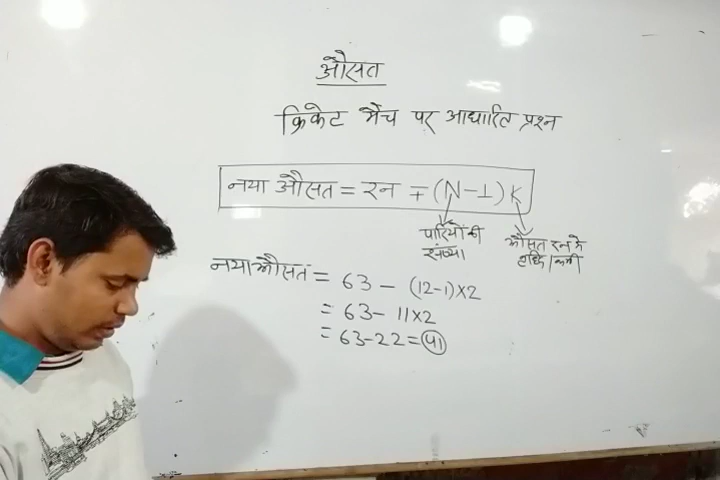 औसत
क्रिकेट मैच पर आधारित प्रश्न
नया औसत = रन ∓ (N-1) K
पारियों की
संख्या
औसत रन में
वृद्धि/कमी
नया औसत = 63 - (12-1)×2
= 63 - 11×2
= 63-22 = 41